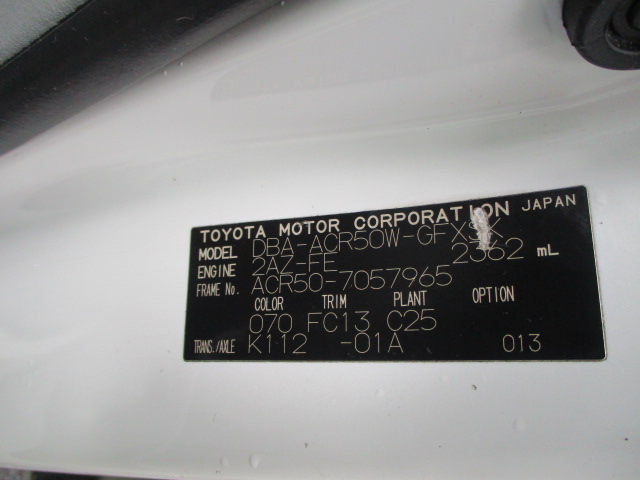 TOYOTA MOTOR CORPORATION JAPAN
MODEL DBA-ACR50W-GFXSK
ENGINE 2AZ-FE 2362 mL
FRAME No. ACR50-7057965
COLOR TRIM PLANT OPTION
070 FC13 C25
TRANS./AXLE K112 -01A 013